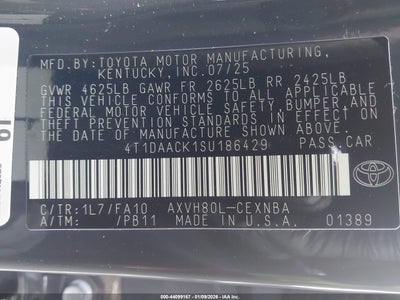 MFD.BY:TOYOTA MOTOR MANUFACTURING,
KENTUCKY, INC. 07/25
GVWR 4625LB GAWR FR 2625LB RR 2425LB
THIS VEHICLE CONFORMS TO ALL APPLICABLE
FEDERAL MOTOR VEHICLE SAFETY, BUMPER, AND
THEFT PREVENTION STANDARDS IN EFFECT ON
THE DATE OF MANUFACTURE SHOWN ABOVE.
4T1DAACK1SU186429 PASS.CAR
C/TR:1L7/FA10 AXVH80L-CEXNBA
A/TM: /PB11 MADE IN U.S.A. 01389
TOYOTA
000-44099167 - 01/09/2026 - IAA